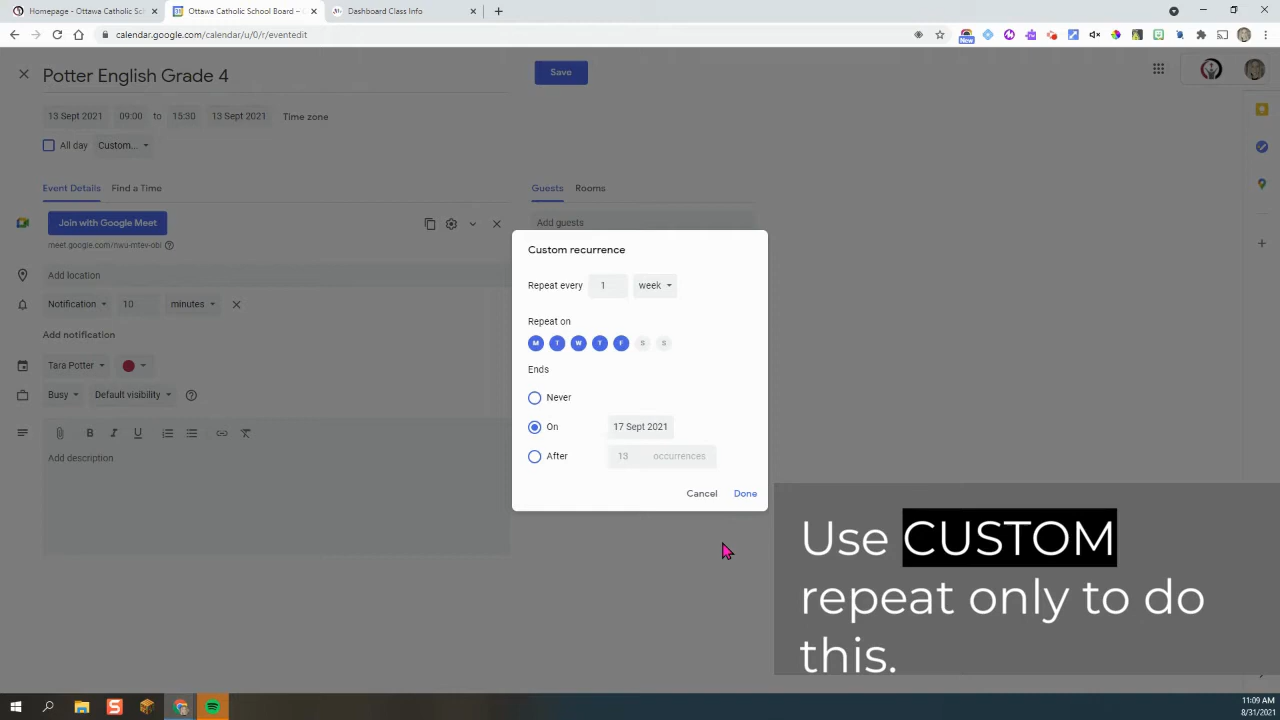 Homepage - Ottawa Catholic Sch
Ottawa Catholic School Board –
Dashboard Class Info
calendar.google.com/calendar/u/0/r/eventedit
New
Potter English Grade 4
Save
13 Sept 2021 09:00 to 15:30 13 Sept 2021 Time zone
All day Custom...
Event Details Find a Time
Guests Rooms
Join with Google Meet
Add guests
meet.google.com/nwu-mtev-obi
Custom recurrence
Add location
Repeat every 1 week
Notification 10 minutes
Repeat on
Add notification
M T W T F S S
Tara Potter
Ends
Busy Default visibility
Never
On 17 Sept 2021
B I U
Add description
After 13 occurrences
Cancel Done
Use CUSTOM
repeat only to do
this.
11:09 AM
8/31/2021